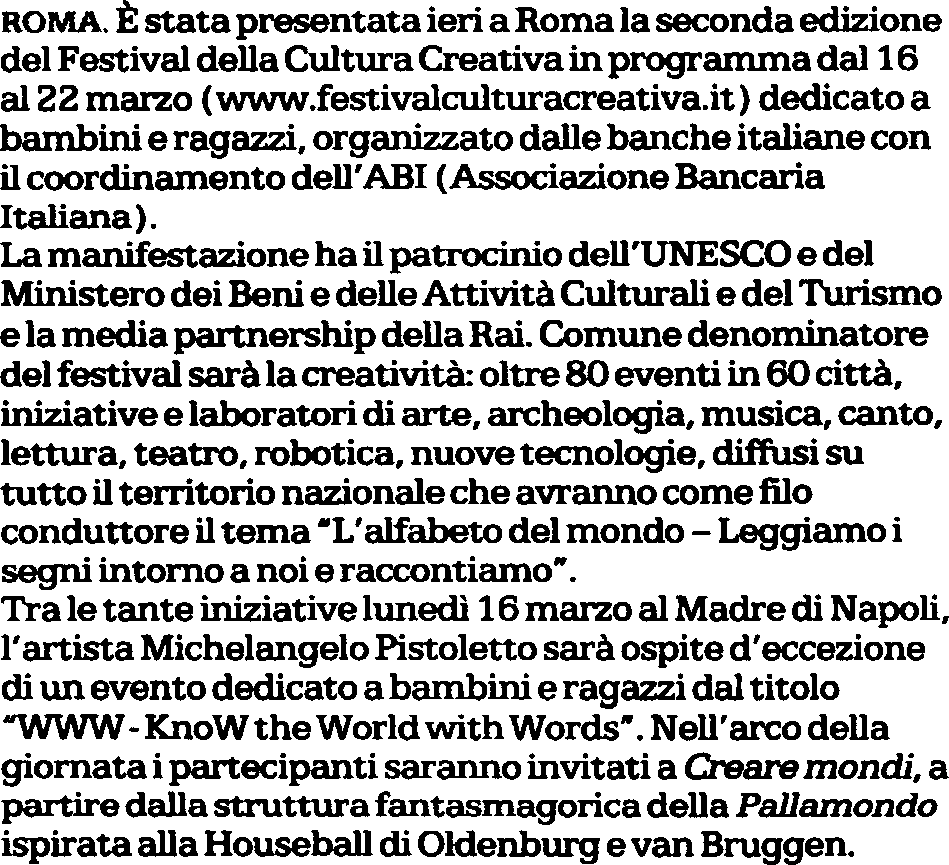 ROMA. È stata presentata ieri a Roma la seconda edizione
del Festival della Cultura Creativa in programma dal 16
al 22 marzo (www.festivalculturacreativa.it) dedicato a
bambini e ragazzi, organizzato dalle banche italiane con
il coordinamento dell'ABI (Associazione Bancaria
Italiana).
La manifestazione ha il patrocinio dell'UNESCO e del
Ministero dei Beni e delle Attività Culturali e del Turismo
e la media partnership della Rai. Comune denominatore
del festival sarà la creatività: oltre 80 eventi in 60 città,
iniziative e laboratori di arte, archeologia, musica, canto,
lettura, teatro, robotica, nuove tecnologie, diffusi su
tutto il territorio nazionale che avranno come filo
conduttore il tema "L'alfabeto del mondo – Leggiamo i
segni intorno a noi e raccontiamo".
Tra le tante iniziative lunedì 16 marzo al Madre di Napoli,
l'artista Michelangelo Pistoletto sarà ospite d'eccezione
di un evento dedicato a bambini e ragazzi dal titolo
"WWW - KnoW the World with Words". Nell'arco della
giornata i partecipanti saranno invitati a Creare mondi, a
partire dalla struttura fantasmagorica della Pallamondo
ispirata alla Houseball di Oldenburg e van Bruggen.